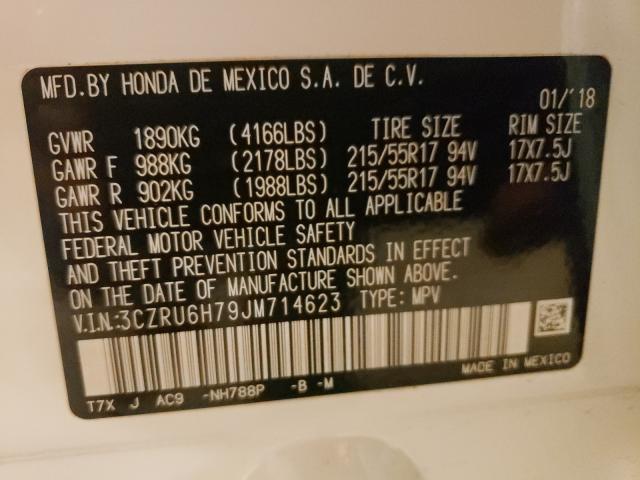 MFD.BY HONDA DE MEXICO S.A. DE C.V.
01/'18
GVWR 1890KG (4166LBS) TIRE SIZE RIM SIZE
GAWR F 988KG (2178LBS) 215/55R17 94V 17X7.5J
GAWR R 902KG (1988LBS) 215/55R17 94V 17X7.5J
THIS VEHICLE CONFORMS TO ALL APPLICABLE
FEDERAL MOTOR VEHICLE SAFETY
AND THEFT PREVENTION STANDARDS IN EFFECT
ON THE DATE OF MANUFACTURE SHOWN ABOVE.
V.I.N.:3CZRU6H79JM714623 TYPE: MPV
MADE IN MEXICO
T7X J AC9 -NH788P -B -M